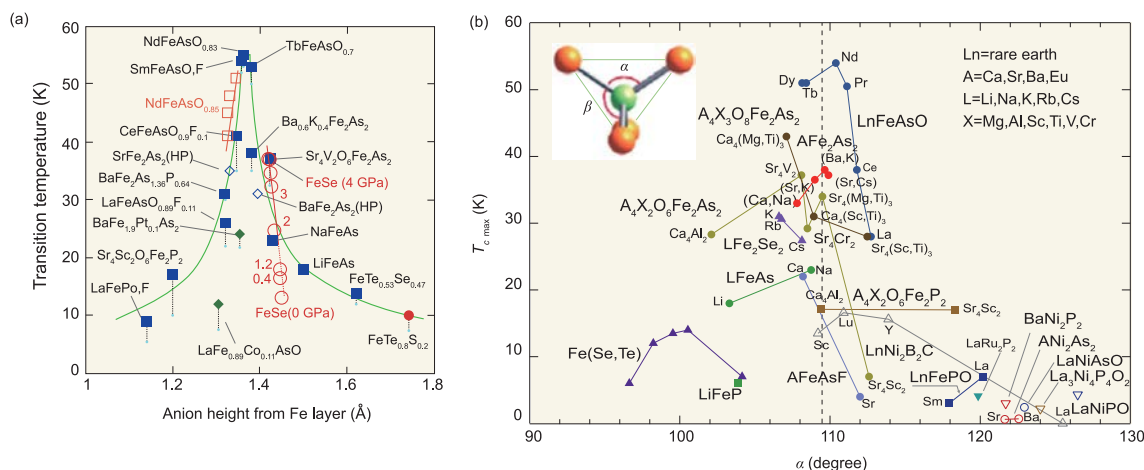 (a)
Transition temperature (K)
60
50
40
30
20
10
0
NdFeAsO0.83
TbFeAsO0.7
SmFeAsO,F
NdFeAsO0.85
CeFeAsO0.9F0.1
Ba0.6K0.4Fe2As2
SrFe2As2(HP)
Sr4V2O6Fe2As2
FeSe (4 GPa)
BaFe2As1.36P0.64
3
LaFeAsO0.89F0.11
BaFe2As2(HP)
BaFe1.9Pt0.1As2
2
NaFeAs
Sr4Sc2O6Fe2P2
1.2
LiFeAs
0.4
FeTe0.53Se0.47
LaFePo,F
FeSe(0 GPa)
LaFe0.89Co0.11AsO
FeTe0.8S0.2
1
1.2
1.4
1.6
1.8
Anion height from Fe layer (Å)
(b)
Tc max (K)
60
50
40
30
20
10
0
α
β
Ln=rare earth
A=Ca,Sr,Ba,Eu
L=Li,Na,K,Rb,Cs
X=Mg,Al,Sc,Ti,V,Cr
Nd
Dy
Tb
Pr
LnFeAsO
A4X2O8Fe2As2
Ca4(Mg,Ti)3
AFe2As2
(Ba,K)
Ce
Sr4V2
(Sr,K)
(Sr,Cs)
(Ca,Na)
Sr4(Mg,Ti)3
A4X2O6Fe2As2
K
Rb
Ca4(Sc,Ti)3
Ca4Al2
LFe2Se2
Cs
Sr4Cr2
La
Sr4(Sc,Ti)3
LFeAs
Ca
Na
Li
Ca4Al2
A4X2O6Fe2P2
Sr4Sc2
Lu
Sc
Y
BaNi2P2
Fe(Se,Te)
LnNi2B2C
LaRu2P2
ANi2As2
La
LaNiAsO
LiFeP
AFeAsF
Sr4Sc2
LnFePO
La3Ni4P4O2
Sr
Sm
Sr
Ba
La
LaNiPO
90
100
110
120
130
α (degree)